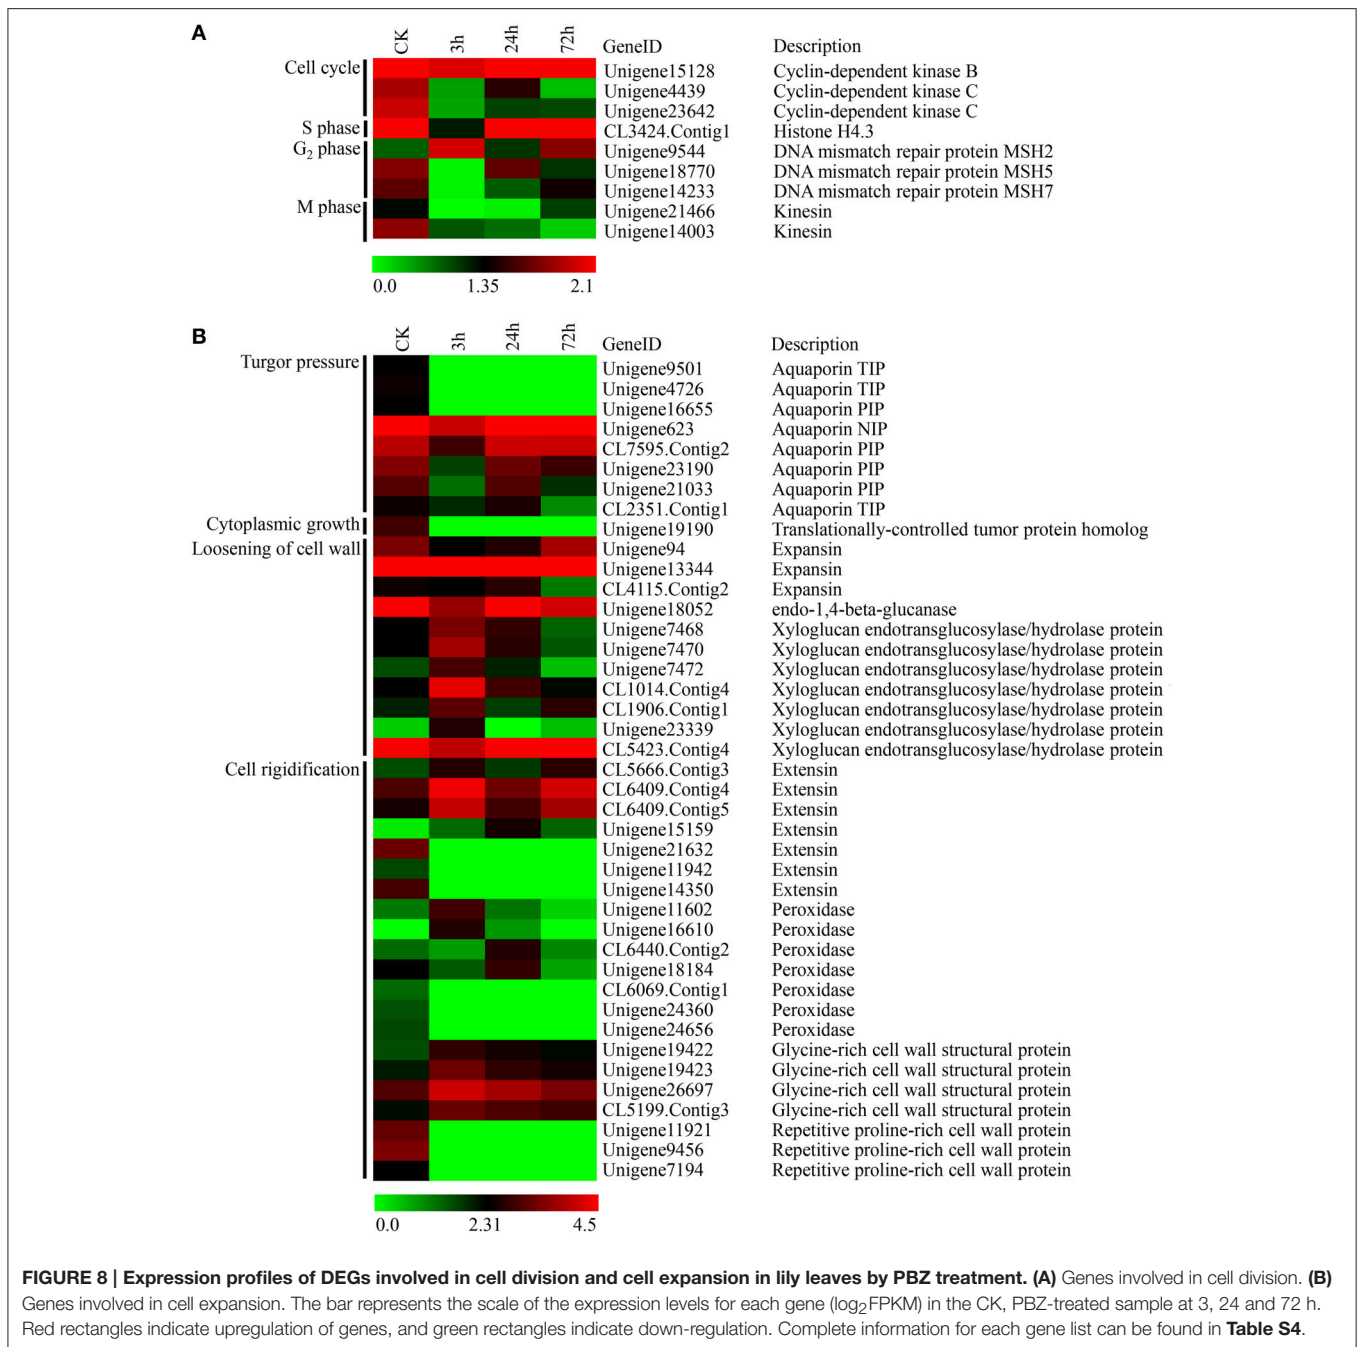 A
CK 3h 24h 72h GeneID Description
Cell cycle Unigene15128 Cyclin-dependent kinase B
Unigene4439 Cyclin-dependent kinase C
Unigene23642 Cyclin-dependent kinase C
S phase CL3424.Contig1 Histone H4.3
G2 phase Unigene9544 DNA mismatch repair protein MSH2
Unigene18770 DNA mismatch repair protein MSH5
Unigene14233 DNA mismatch repair protein MSH7
M phase Unigene21466 Kinesin
Unigene14003 Kinesin
0.0 1.35 2.1
B
CK 3h 24h 72h GeneID Description
Turgor pressure Unigene9501 Aquaporin TIP
Unigene4726 Aquaporin TIP
Unigene16655 Aquaporin PIP
Unigene623 Aquaporin NIP
CL7595.Contig2 Aquaporin PIP
Unigene23190 Aquaporin PIP
Unigene21033 Aquaporin PIP
CL2351.Contig1 Aquaporin TIP
Cytoplasmic growth Unigene19190 Translationally-controlled tumor protein homolog
Loosening of cell wall Unigene94 Expansin
Unigene13344 Expansin
CL4115.Contig2 Expansin
Unigene18052 endo-1,4-beta-glucanase
Unigene7468 Xyloglucan endotransglucosylase/hydrolase protein
Unigene7470 Xyloglucan endotransglucosylase/hydrolase protein
Unigene7472 Xyloglucan endotransglucosylase/hydrolase protein
CL1014.Contig4 Xyloglucan endotransglucosylase/hydrolase protein
CL1906.Contig1 Xyloglucan endotransglucosylase/hydrolase protein
Unigene23339 Xyloglucan endotransglucosylase/hydrolase protein
CL5423.Contig4 Xyloglucan endotransglucosylase/hydrolase protein
Cell rigidification CL5666.Contig3 Extensin
CL6409.Contig4 Extensin
CL6409.Contig5 Extensin
Unigene15159 Extensin
Unigene21632 Extensin
Unigene11942 Extensin
Unigene14350 Extensin
Unigene11602 Peroxidase
Unigene16610 Peroxidase
CL6440.Contig2 Peroxidase
Unigene18184 Peroxidase
CL6069.Contig1 Peroxidase
Unigene24360 Peroxidase
Unigene24656 Peroxidase
Unigene19422 Glycine-rich cell wall structural protein
Unigene19423 Glycine-rich cell wall structural protein
Unigene26697 Glycine-rich cell wall structural protein
CL5199.Contig3 Glycine-rich cell wall structural protein
Unigene11921 Repetitive proline-rich cell wall protein
Unigene9456 Repetitive proline-rich cell wall protein
Unigene7194 Repetitive proline-rich cell wall protein
0.0 2.31 4.5
FIGURE 8 | Expression profiles of DEGs involved in cell division and cell expansion in lily leaves by PBZ treatment. (A) Genes involved in cell division. (B)
Genes involved in cell expansion. The bar represents the scale of the expression levels for each gene (log2FPKM) in the CK, PBZ-treated sample at 3, 24 and 72 h.
Red rectangles indicate upregulation of genes, and green rectangles indicate down-regulation. Complete information for each gene list can be found in Table S4.